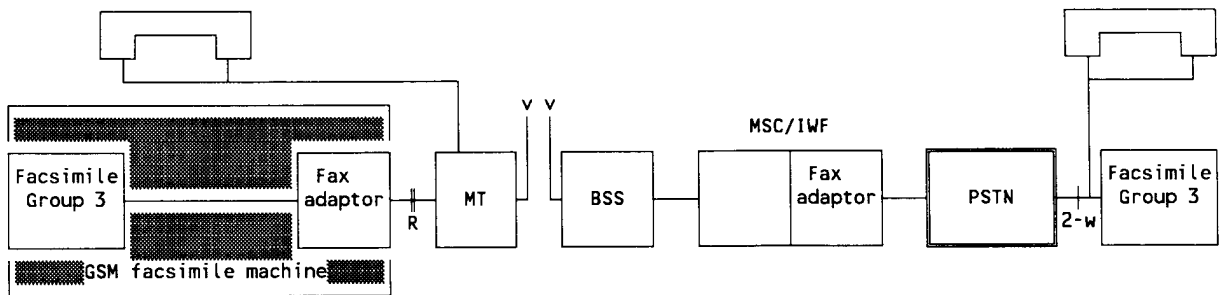 MSC/IWF
Facsimile
Group 3
Fax
adaptor
R
MT
v v
BSS
Fax
adaptor
PSTN
2-w
Facsimile
Group 3
GSM facsimile machine